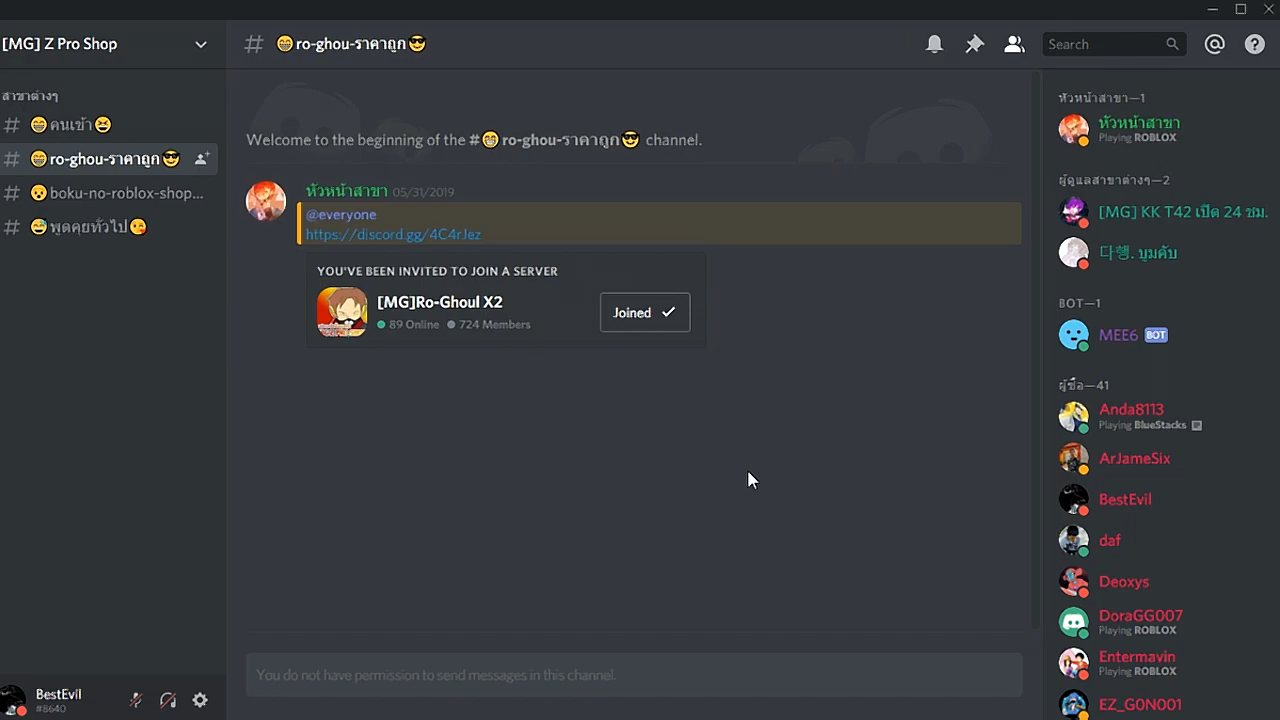 [MG] Z Pro Shop
สาขาต่างๆ
# 😁คนเข้า😆
# 😁ro-ghou-ราคาถูก😎
# 😮boku-no-roblox-shop...
# 😅พูดคุยทั่วไป😘
BestEvil
#8640
# 😁ro-ghou-ราคาถูก😎
Search
Welcome to the beginning of the #😁ro-ghou-ราคาถูก😎 channel.
หัวหน้าสาขา 05/31/2019
@everyone
https://discord.gg/4C4rJez
YOU'VE BEEN INVITED TO JOIN A SERVER
[MG]Ro-Ghoul X2
89 Online 724 Members
Joined
You do not have permission to send messages in this channel.
หัวหน้าสาขา—1
หัวหน้าสาขา
Playing ROBLOX
ผู้ดูแลสาขาต่างๆ—2
[MG] KK T42 เปิด 24 ชม.
다행. บูมคับ
BOT—1
MEE6 BOT
ผู้ซื้อ—41
Anda8113
Playing BlueStacks
ArJameSix
BestEvil
daf
Deoxys
DoraGG007
Playing ROBLOX
Entermavin
Playing ROBLOX
EZ_G0N001